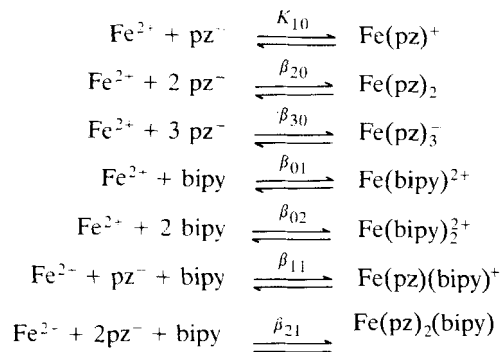 Fe²⁺ + pz⁻ ⇌ K₁₀ Fe(pz)⁺
Fe²⁺ + 2 pz⁻ ⇌ β₂₀ Fe(pz)₂
Fe²⁺ + 3 pz⁻ ⇌ β₃₀ Fe(pz)₃⁻
Fe²⁺ + bipy ⇌ β₀₁ Fe(bipy)²⁺
Fe²⁺ + 2 bipy ⇌ β₀₂ Fe(bipy)₂²⁺
Fe²⁺ + pz⁻ + bipy ⇌ β₁₁ Fe(pz)(bipy)⁺
Fe²⁺ + 2pz⁻ + bipy ⇌ β₂₁ Fe(pz)₂(bipy)